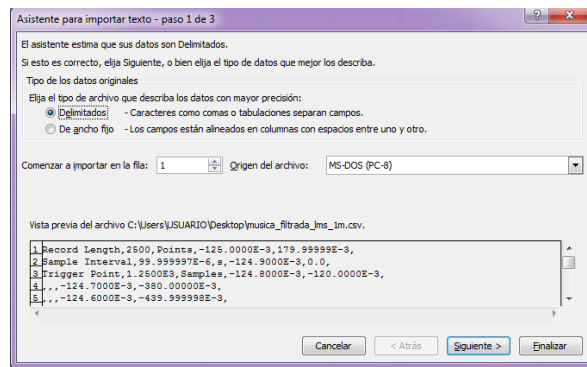 Asistente para importar texto - paso 1 de 3
El asistente estima que sus datos son Delimitados.
Si esto es correcto, elija Siguiente, o bien elija el tipo de datos que mejor los describa.
Tipo de los datos originales
Elija el tipo de archivo que describa los datos con mayor precisión:
Delimitados - Caracteres como comas o tabulaciones separan campos.
De ancho fijo - Los campos están alineados en columnas con espacios entre uno y otro.
Comenzar a importar en la fila: 1 Origen del archivo: MS-DOS (PC-8)
Vista previa del archivo C:\Users\USUARIO\Desktop\musica_filtrada_lms_1m.csv.
1 Record Length,2500,Points,-125.0000E-3,179.99999E-3,
2 Sample Interval,99.999997E-6,s,-124.9000E-3,0.0,
3 Trigger Point,1.2500E3,Samples,-124.8000E-3,-120.0000E-3,
4 ,,,-124.7000E-3,-380.00000E-3,
5 ,,,-124.6000E-3,-439.999998E-3,
Cancelar < Atrás Siguiente > Finalizar